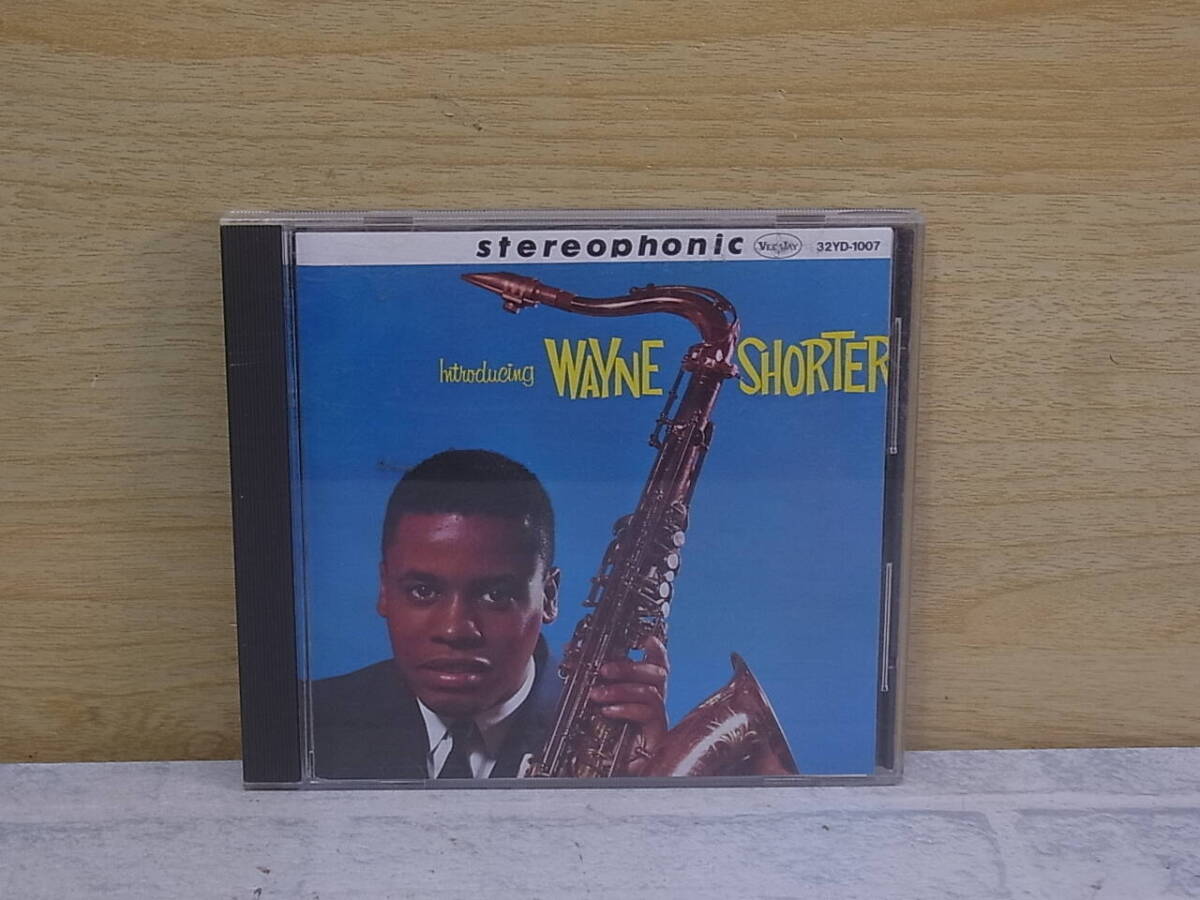 stereophonic VEE JAY 32YD-1007
Introducing WAYNE SHORTER